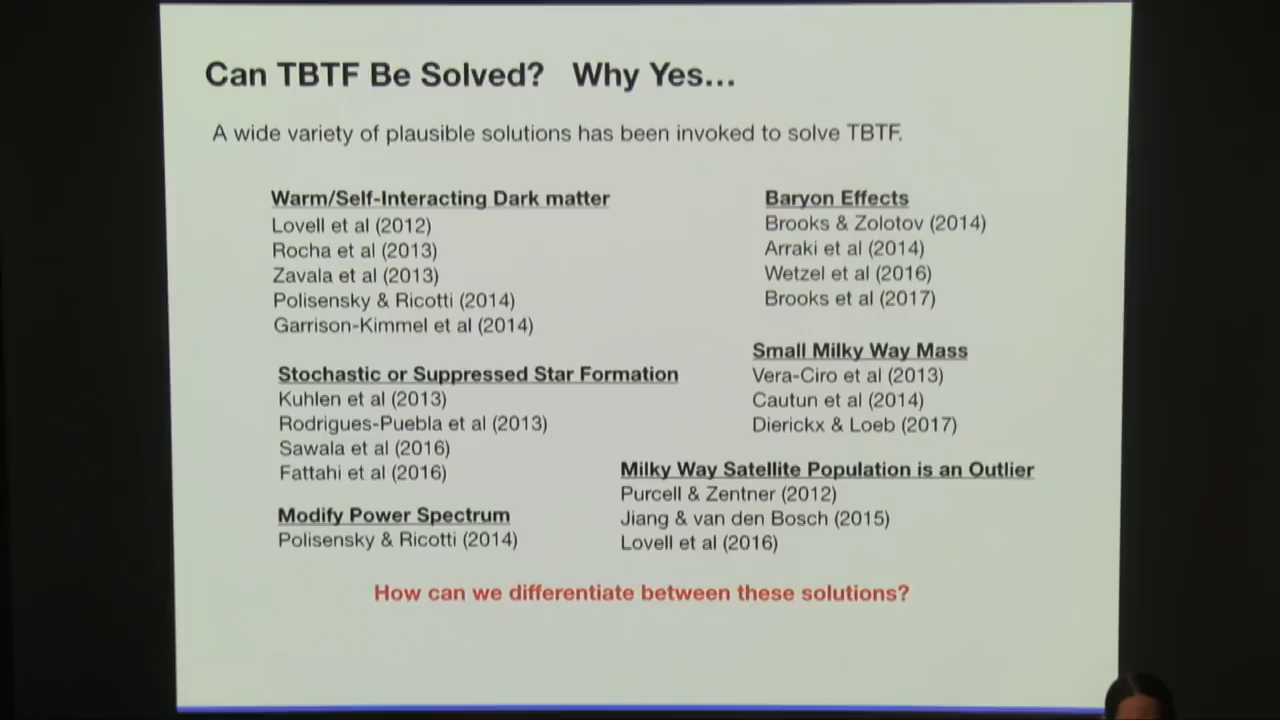 Can TBTF Be Solved? Why Yes...
A wide variety of plausible solutions has been invoked to solve TBTF.
Warm/Self-Interacting Dark matter
Lovell et al (2012)
Rocha et al (2013)
Zavala et al (2013)
Polisensky & Ricotti (2014)
Garrison-Kimmel et al (2014)
Stochastic or Suppressed Star Formation
Kuhlen et al (2013)
Rodrigues-Puebla et al (2013)
Sawala et al (2016)
Fattahi et al (2016)
Modify Power Spectrum
Polisensky & Ricotti (2014)
Baryon Effects
Brooks & Zolotov (2014)
Arraki et al (2014)
Wetzel et al (2016)
Brooks et al (2017)
Small Milky Way Mass
Vera-Ciro et al (2013)
Cautun et al (2014)
Dierickx & Loeb (2017)
Milky Way Satellite Population is an Outlier
Purcell & Zentner (2012)
Jiang & van den Bosch (2015)
Lovell et al (2016)
How can we differentiate between these solutions?